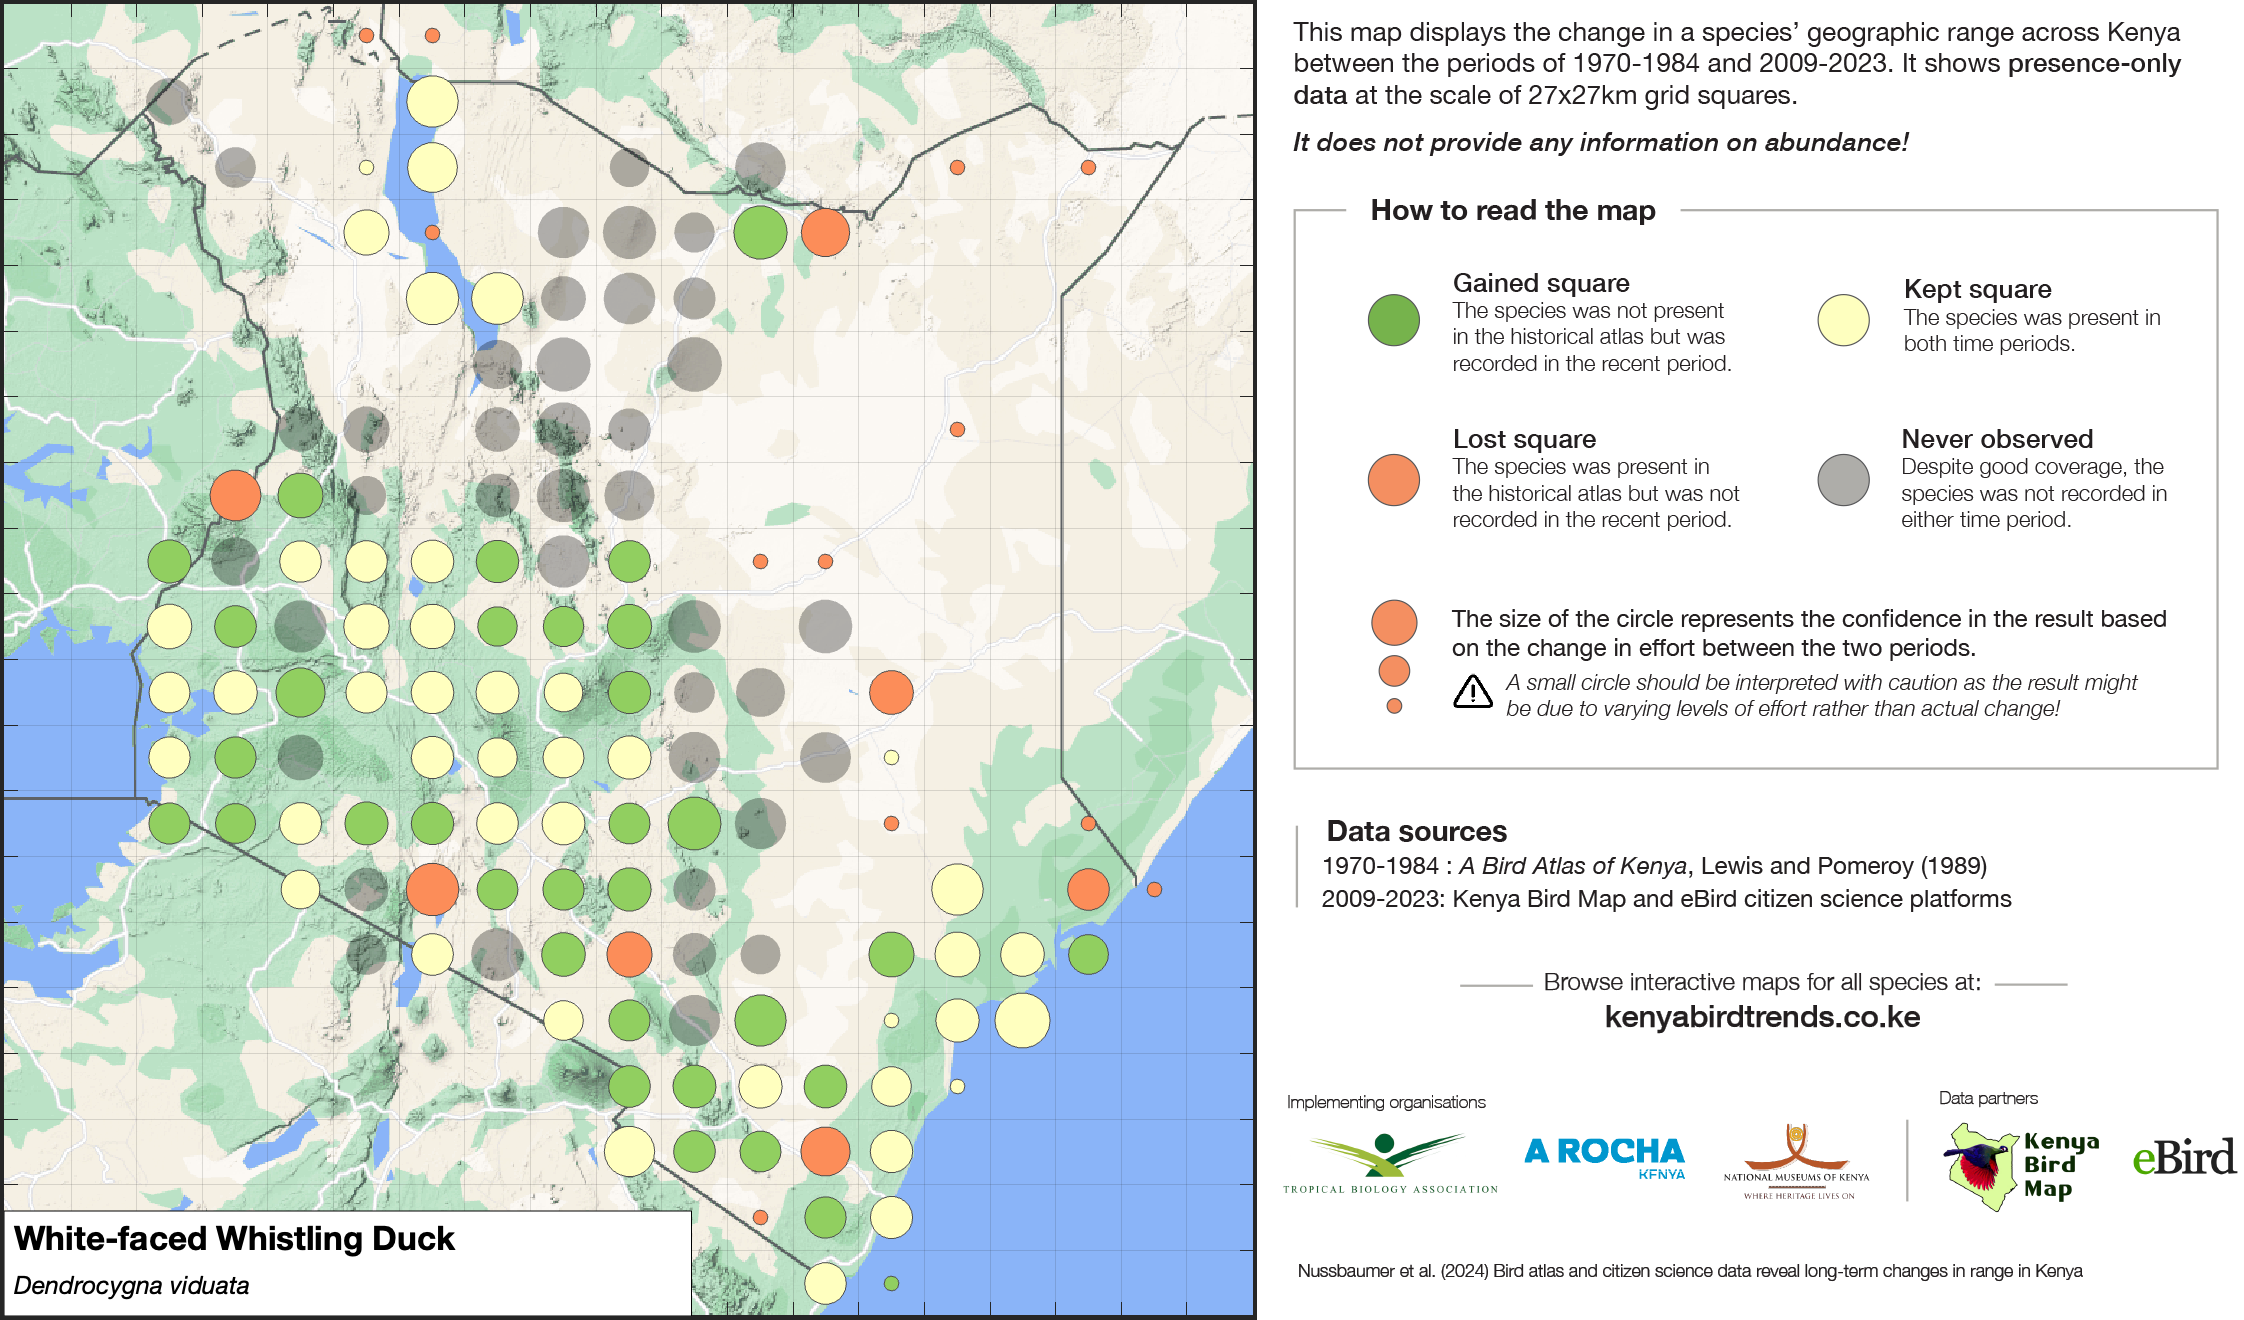 This map displays the change in a species’ geographic range across Kenya
between the periods of 1970-1984 and 2009-2023. It shows presence-only
data at the scale of 27x27km grid squares.
It does not provide any information on abundance!
How to read the map
Gained square
The species was not present
in the historical atlas but was
recorded in the recent period.
Kept square
The species was present in
both time periods.
Lost square
The species was present in
the historical atlas but was not
recorded in the recent period.
Never observed
Despite good coverage, the
species was not recorded in
either time period.
The size of the circle represents the confidence in the result based
on the change in effort between the two periods.
A small circle should be interpreted with caution as the result might
be due to varying levels of effort rather than actual change!
Data sources
1970-1984 : A Bird Atlas of Kenya, Lewis and Pomeroy (1989)
2009-2023: Kenya Bird Map and eBird citizen science platforms
Browse interactive maps for all species at:
kenyabirdtrends.co.ke
Implementing organisations
Data partners
TROPICAL BIOLOGY ASSOCIATION
A ROCHA
KENYA
NATIONAL MUSEUMS OF KENYA
WHERE HERITAGE LIVES ON
Kenya
Bird
Map
eBird
White-faced Whistling Duck
Dendrocygna viduata
Nussbaumer et al. (2024) Bird atlas and citizen science data reveal long-term changes in range in Kenya